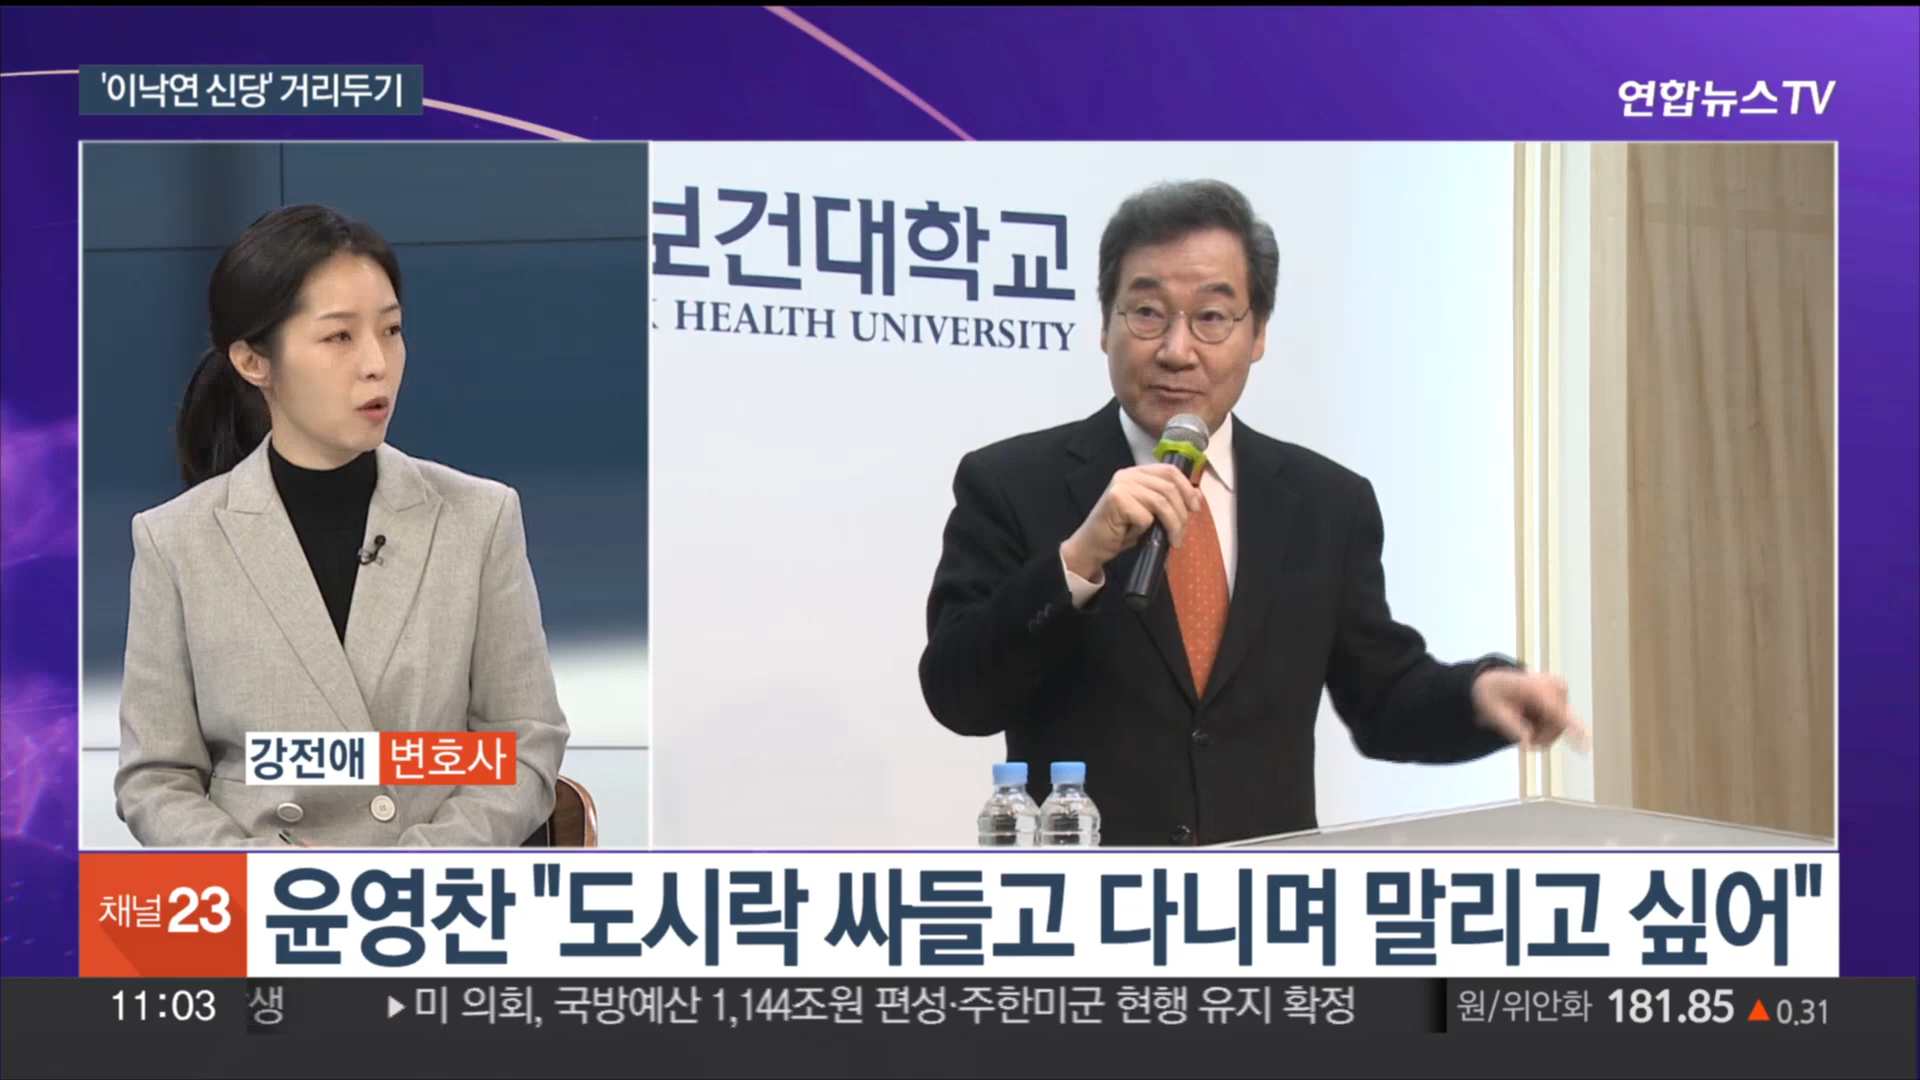 '이낙연 신당' 거리두기
연합뉴스TV
보건대학교
HEALTH UNIVERSITY
강전애 변호사
채널 23
윤영찬 "도시락 싸들고 다니며 말리고 싶어"
11:03 생 ▶미 의회, 국방예산 1,144조원 편성·주한미군 현행 유지 확정 원/위안화 181.85 ▲0.31